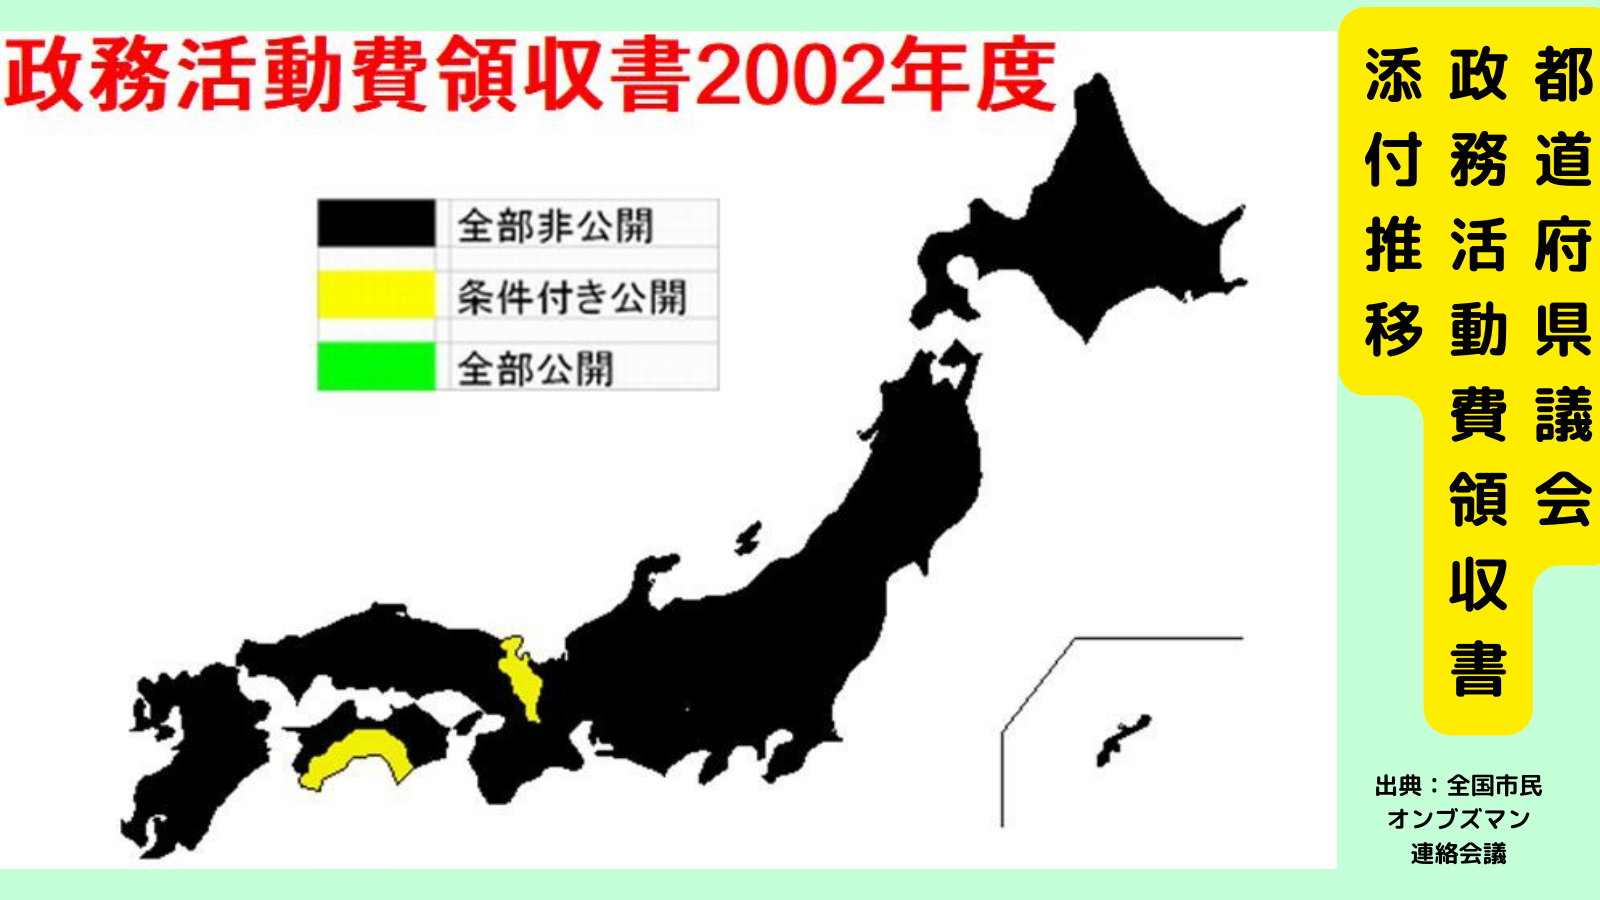 政務活動費領収書2002年度
全部非公開
条件付き公開
全部公開
都道府県議会
政務活動費領収書
添付推移
出典：全国市民
オンブズマン
連絡会議